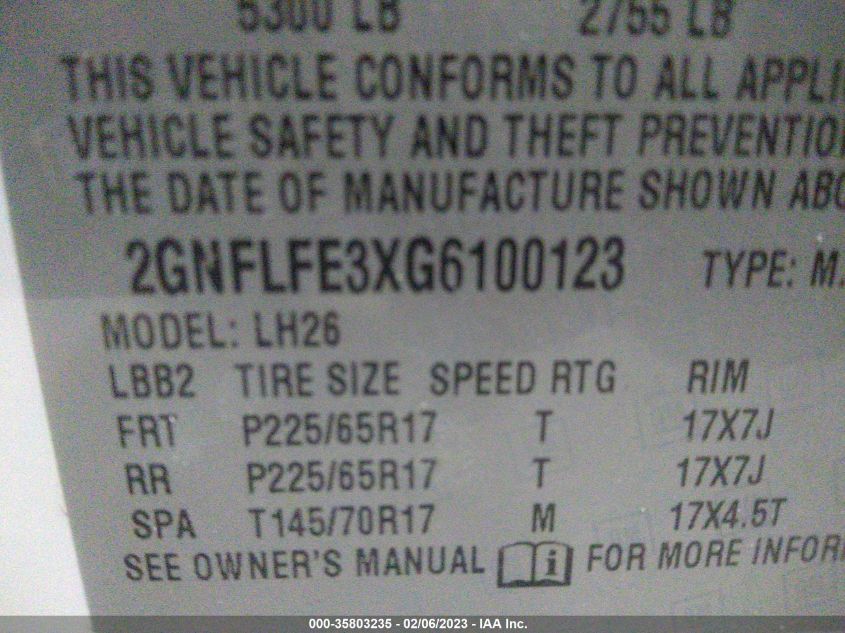 5300 LB 2755 LB
THIS VEHICLE CONFORMS TO ALL APPLI
VEHICLE SAFETY AND THEFT PREVENTIO
THE DATE OF MANUFACTURE SHOWN ABO
2GNFLFE3XG6100123 TYPE: M.
MODEL: LH26
LBB2 TIRE SIZE SPEED RTG RIM
FRT P225/65R17 T 17X7J
RR P225/65R17 T 17X7J
SPA T145/70R17 M 17X4.5T
SEE OWNER'S MANUAL i FOR MORE INFOR
000-35803235 - 02/06/2023 - IAA Inc.